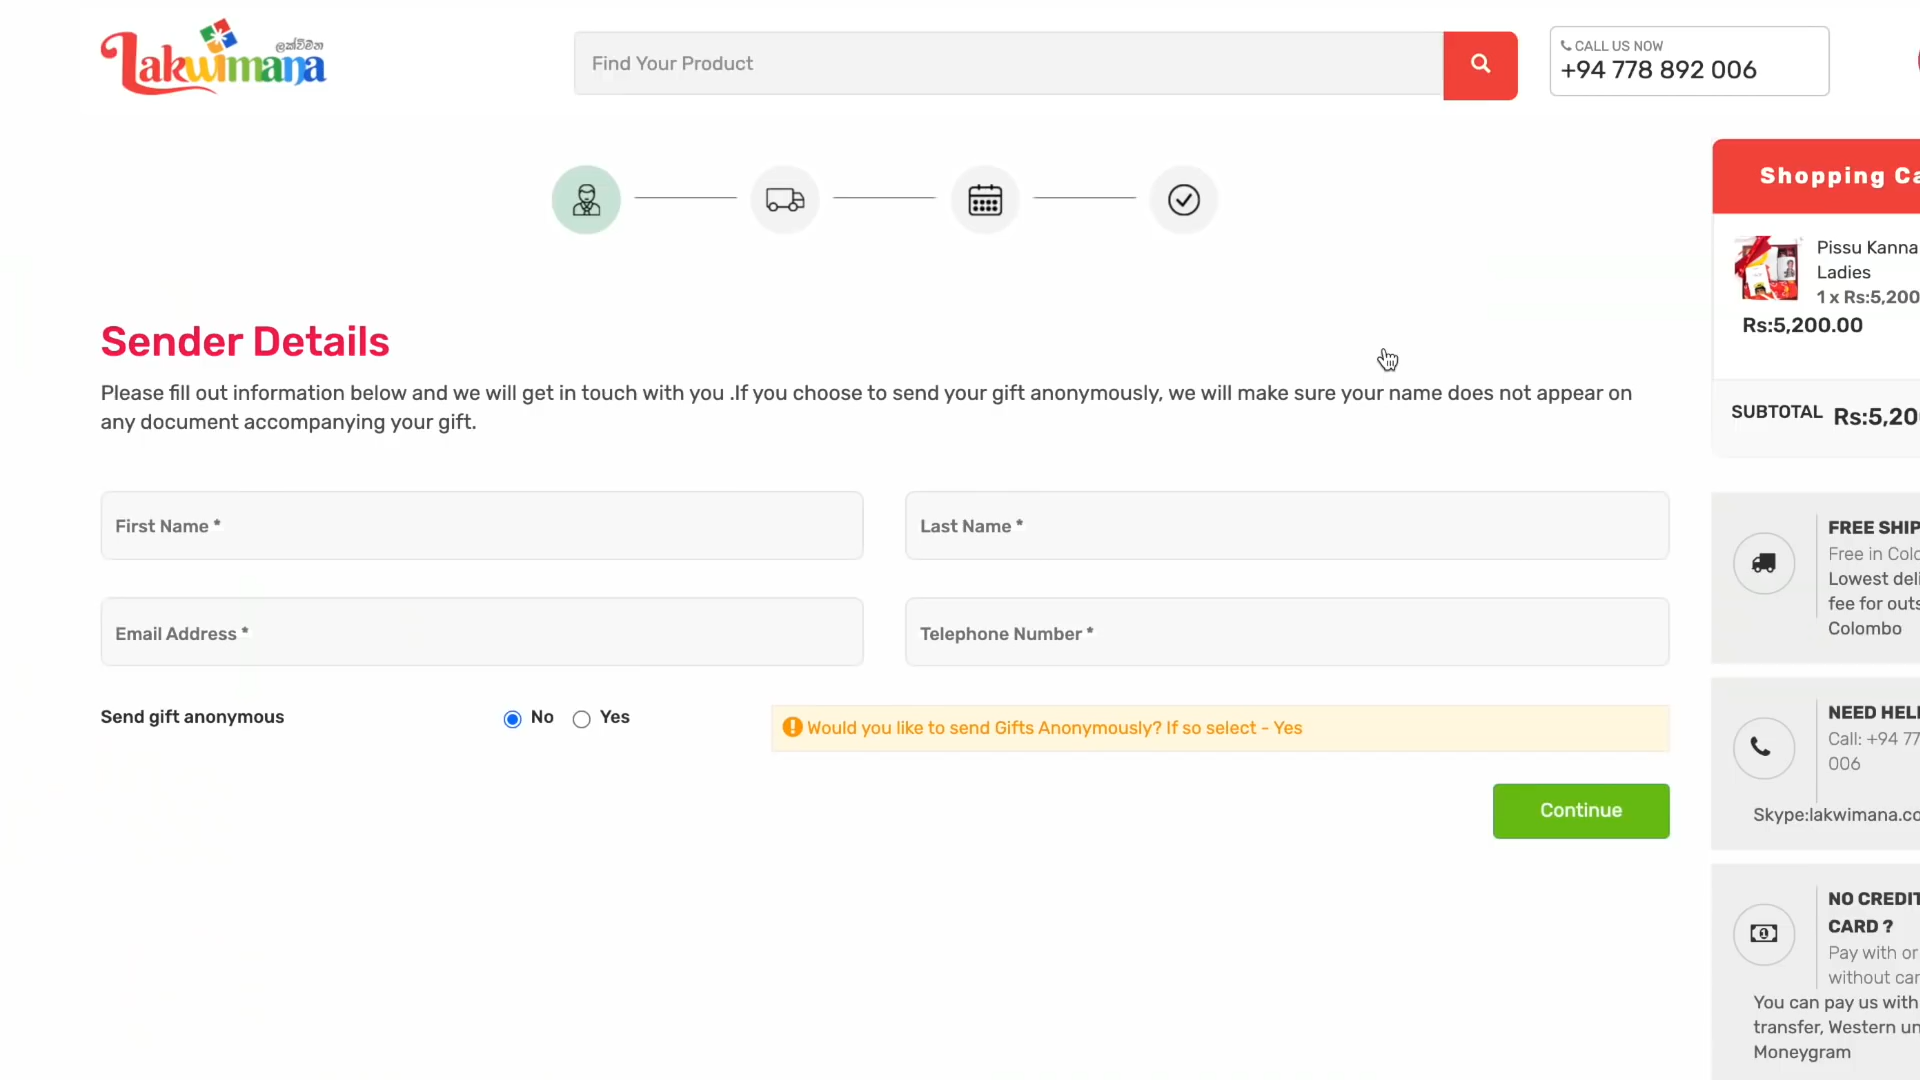 Lakwimana
ලක්විමන
Find Your Product
CALL US NOW
+94 778 892 006
Shopping Ca
Pissu Kanna
Ladies
1 x Rs:5,200
Rs:5,200.00
SUBTOTAL Rs:5,20
Sender Details
Please fill out information below and we will get in touch with you .If you choose to send your gift anonymously, we will make sure your name does not appear on
any document accompanying your gift.
First Name *
Last Name *
Email Address *
Telephone Number *
Send gift anonymous
No
Yes
Would you like to send Gifts Anonymously? If so select - Yes
Continue
FREE SHIP
Free in Colo
Lowest deli
fee for outs
Colombo
NEED HEL
Call: +94 77
006
Skype:lakwimana.co
NO CREDIT
CARD ?
Pay with or
without car
You can pay us with
transfer, Western un
Moneygram